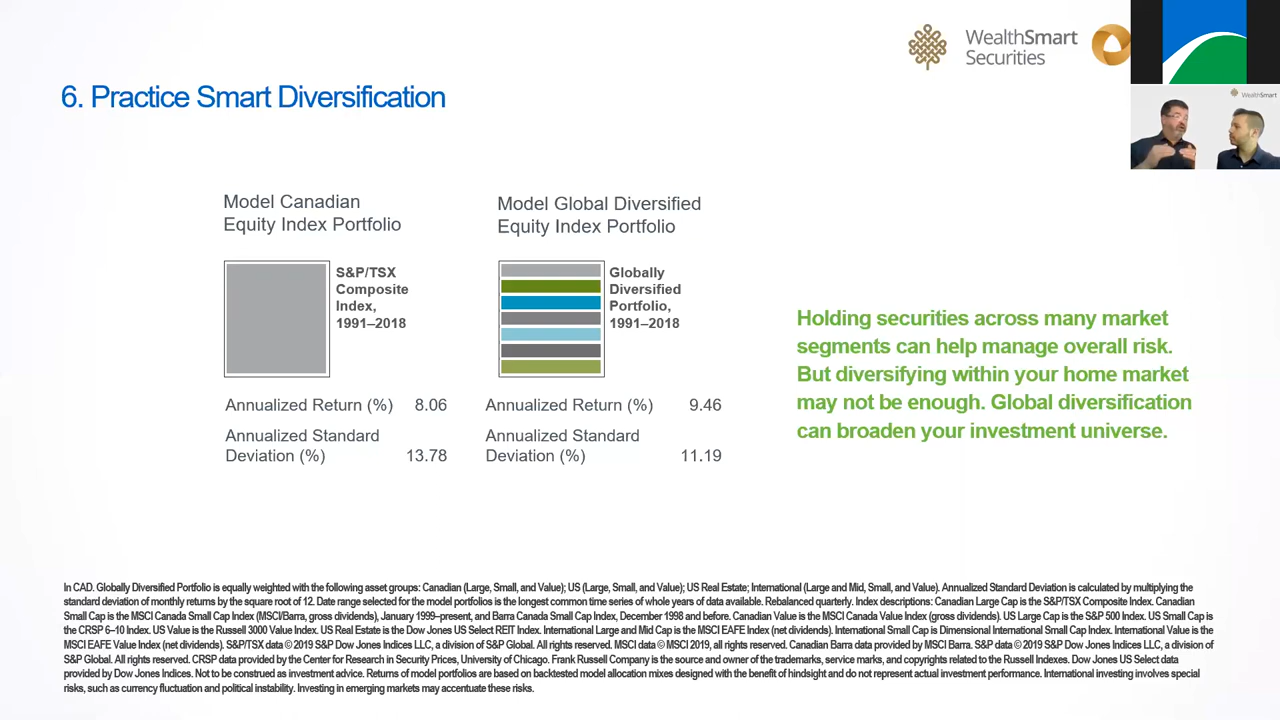 WealthSmart
Securities
WealthSmart
6. Practice Smart Diversification
Model Canadian
Equity Index Portfolio
S&P/TSX
Composite
Index,
1991–2018
Annualized Return (%) 8.06
Annualized Standard
Deviation (%) 13.78
Model Global Diversified
Equity Index Portfolio
Globally
Diversified
Portfolio,
1991–2018
Annualized Return (%) 9.46
Annualized Standard
Deviation (%) 11.19
Holding securities across many market
segments can help manage overall risk.
But diversifying within your home market
may not be enough. Global diversification
can broaden your investment universe.
In CAD. Globally Diversified Portfolio is equally weighted with the following asset groups: Canadian (Large, Small, and Value); US (Large, Small, and Value); US Real Estate; International (Large and Mid, Small, and Value). Annualized Standard Deviation is calculated by multiplying the
standard deviation of monthly returns by the square root of 12. Date range selected for the model portfolios is the longest common time series of whole years of data available. Rebalanced quarterly. Index descriptions: Canadian Large Cap is the S&P/TSX Composite Index. Canadian
Small Cap is the MSCI Canada Small Cap Index (MSCI/Barra, gross dividends), January 1999–present, and Barra Canada Small Cap Index, December 1998 and before. Canadian Value is the MSCI Canada Value Index (gross dividends). US Large Cap is the S&P 500 Index. US Small Cap is
the CRSP 6–10 Index. US Value is the Russell 3000 Value Index. US Real Estate is the Dow Jones US Select REIT Index. International Large and Mid Cap is the MSCI EAFE Index (net dividends). International Small Cap is Dimensional International Small Cap Index. International Value is the
MSCI EAFE Value Index (net dividends). S&P/TSX data © 2019 S&P Dow Jones Indices LLC, a division of S&P Global. All rights reserved. MSCI data © MSCI 2019, all rights reserved. Canadian Barra data provided by MSCI Barra. S&P data © 2019 S&P Dow Jones Indices LLC, a division of
S&P Global. All rights reserved. CRSP data provided by the Center for Research in Security Prices, University of Chicago. Frank Russell Company is the source and owner of the trademarks, service marks, and copyrights related to the Russell Indexes. Dow Jones US Select data
provided by Dow Jones Indices. Not to be construed as investment advice. Returns of model portfolios are based on backtested model allocation mixes designed with the benefit of hindsight and do not represent actual investment performance. International investing involves special
risks, such as currency fluctuation and political instability. Investing in emerging markets may accentuate these risks.